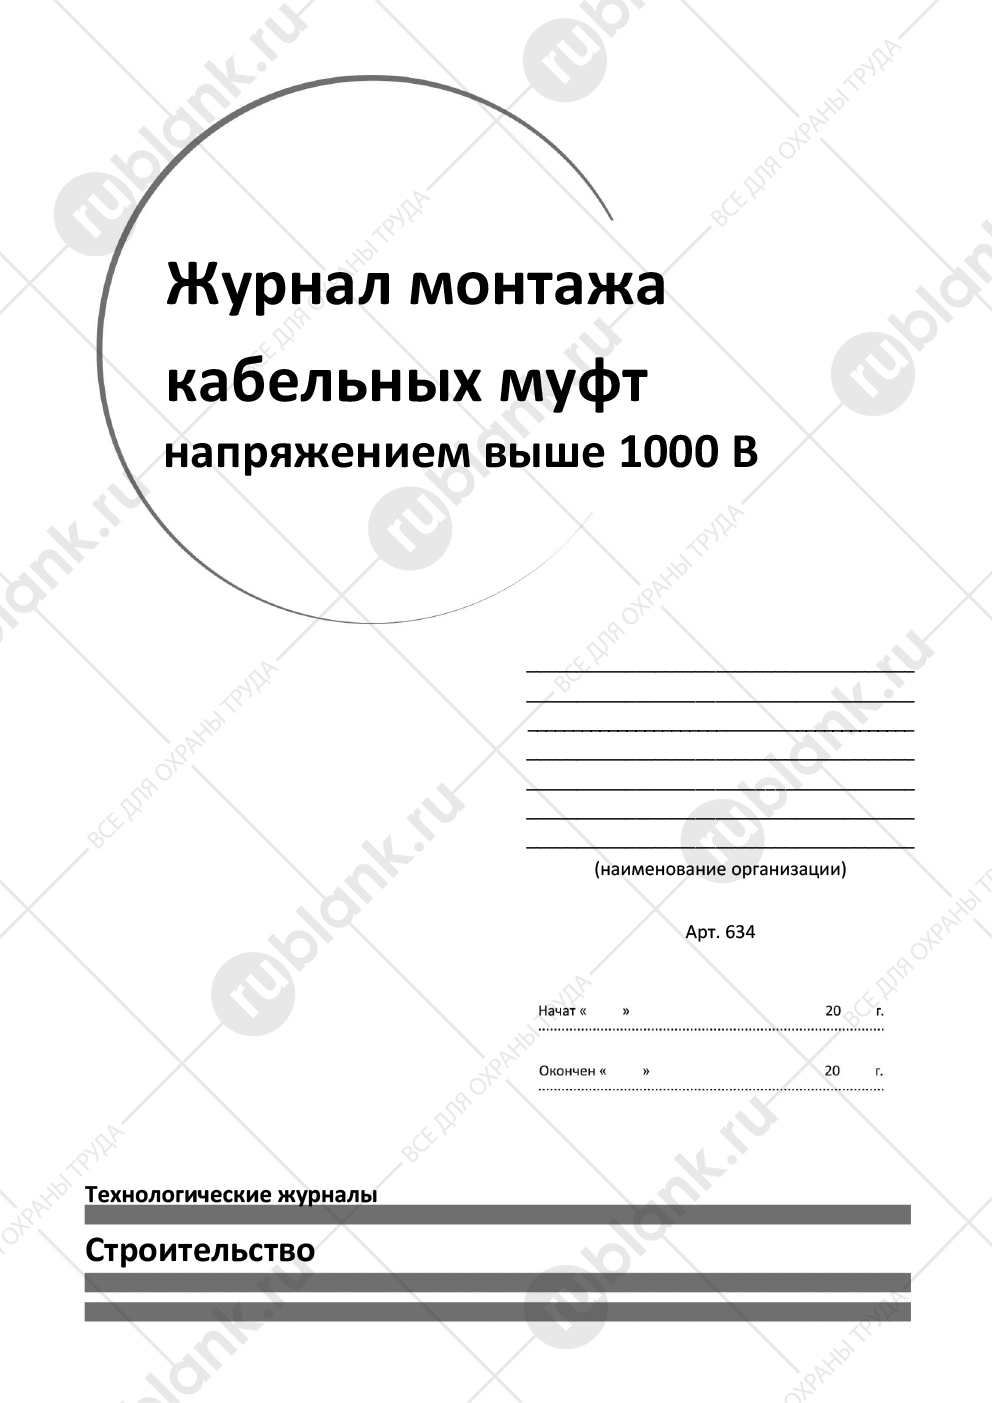 Журнал монтажа
кабельных муфт
напряжением выше 1000 В
(наименование организации)
Арт. 634
Начат « » 20 г.
Окончен « » 20 г.
Технологические журналы
Строительство
rublank.ru
ВСЕ ДЛЯ ОХРАНЫ ТРУДА